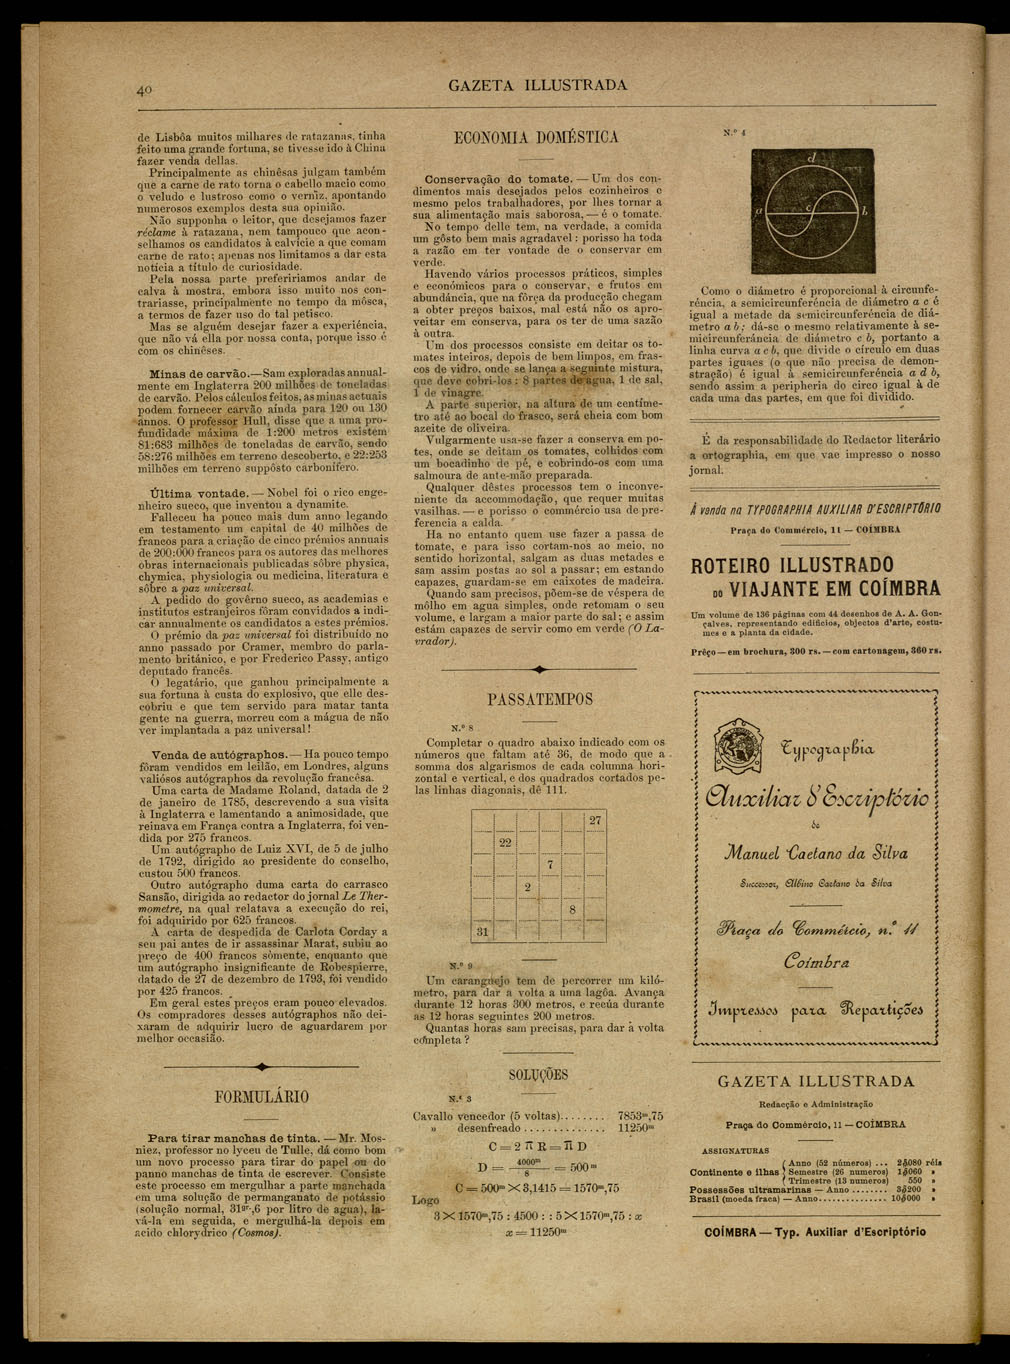 40
GAZETA ILLUSTRADA
de Lisbôa muitos milhares de ratazanas, tinha
feito uma grande fortuna, se tivesse ido à China
fazer venda dellas.
Principalmente as chinêsas julgam também
que a carne de rato torna o cabello macio como
o veludo e lustroso como o verniz, apontando
numerosos exemplos desta sua opinião.
Não supponha o leitor, que desejamos fazer
réclame à ratazana, nem tampouco que acon-
selhamos os candidatos à calvície a que comam
carne de rato; apenas nos limitamos a dar esta
notícia a título de curiosidade.
Pela nossa parte prefeririamos andar de
calva à mostra, embora isso muito nos con-
trariasse, principalmente no tempo da môsca,
a termos de fazer uso do tal petisco.
Mas se alguém desejar fazer a experiência,
que não vá ella por nossa conta, porque isso é
com os chinêses.
Minas de carvão.—Sam exploradas annual-
mente em Inglaterra 200 milhões de toneladas
de carvão. Pelos cálculos feitos, as minas actuais
podem fornecer carvão ainda para 120 ou 130
ânnos. O professor Hull, disse que a uma pro-
fundidade máxima de 1:200 metros existem
81:683 milhões de toneladas de carvão, sendo
58:276 milhões em terreno descoberto, e 22:253
milhões em terreno suppôsto carbonífero.
Última vontade. — Nobel foi o rico enge-
nheiro sueco, que inventou a dynamite.
Falleceu ha pouco mais dum anno legando
em testamento um capital de 40 milhões de
francos para a criação de cinco prémios annuais
de 200:000 francos para os autores das melhores
obras internacionais publicadas sôbre physica,
chymica, physiologia ou medicina, literatura e
sôbre a paz universal.
A pedido do govêrno sueco, as academias e
institutos estranjeiros fôram convidados a indi-
car annualmente os candidatos a estes prémios.
O prémio da paz universal foi distribuído no
anno passado por Cramer, membro do parla-
mento británico, e por Frederico Passy, antigo
deputado francês.
O legatário, que ganhou principalmente a
sua fortuna à custa do explosivo, que elle des-
cobriu e que tem servido para matar tanta
gente na guerra, morreu com a mágua de não
ver implantada a paz universal!
Venda de autógraphos. — Ha pouco tempo
fôram vendidos em leilão, em Londres, alguns
valiósos autógraphos da revolução francêsa.
Uma carta de Madame Roland, datada de 2
de janeiro de 1785, descrevendo a sua visita
à Inglaterra e lamentando a animosidade, que
reinava em França contra a Inglaterra, foi ven-
dida por 275 francos.
Um autógrapho de Luiz XVI, de 5 de julho
de 1792, dirigido ao presidente do conselho,
custou 500 francos.
Outro autógrapho duma carta do carrasco
Sansão, dirigida ao redactor do jornal Le Ther-
mometre, na qual relatava a execução do rei,
foi adquirido por 625 francos.
A carta de despedida de Carlota Corday a
seu pai antes de ir assassinar Marat, subiu ao
preço de 400 francos sòmente, enquanto que
um autógrapho insignificante de Robespierre,
datado de 27 de dezembro de 1793, foi vendido
por 425 francos.
Em geral estes preços eram pouco elevados.
Os compradores desses autógraphos não dei-
xaram de adquirir lucro de aguardarem por
melhor occasião.
FORMULÁRIO
Para tirar manchas de tinta. — Mr. Mos-
niez, professor no lyceu de Tulle, dá como bom
um novo processo para tirar do papel ou do
panno manchas de tinta de escrever. Consiste
este processo em mergulhar a parte manchada
em uma solução de permanganato de potássio
(solução normal, 31gr.,6 por litro de agua), la-
vá-la em seguida, e mergulhá-la depois em
acido chlorydrico (Cosmos).
ECONOMIA DOMÉSTICA
Conservação do tomate. — Um dos con-
dimentos mais desejados pelos cozinheiros e
mesmo pelos trabalhadores, por lhes tornar a
sua alimentação mais saborosa, — é o tomate.
No tempo delle tem, na verdade, a comida
um gôsto bem mais agradavel: porisso ha toda
a razão em ter vontade de o conservar em
verde.
Havendo vários processos práticos, simples
e económicos para o conservar, e frutos em
abundáncia, que na fôrça da producção chegam
a obter preços baixos, mal está não os apro-
veitar em conserva, para os ter de uma sazão
à outra.
Um dos processos consiste em deitar os to-
mates inteiros, depois de bem limpos, em fras-
cos de vidro, onde se lança a seguinte mistura,
que deve cobri-los: 8 partes de agua, 1 de sal,
1 de vinagre.
A parte superior, na altura de um centíme-
tro até ao bocal do frasco, será cheia com bom
azeite de oliveira.
Vulgarmente usa-se fazer a conserva em po-
tes, onde se deitam os tomates, colhidos com
um bocadinho de pé, e cobrindo-os com uma
salmoura de ante-mão preparada.
Qualquer dêstes processos tem o inconve-
niente da accommodação, que requer muitas
vasilhas. — e porisso o commércio usa de pre-
ferencia a calda.
Ha no entanto quem use fazer a passa de
tomate, e para isso cortam-nos ao meio, no
sentido horizontal, salgam as duas metades e
sam assim postas ao sol a passar; em estando
capazes, guardam-se em caixotes de madeira.
Quando sam precisos, põem-se de véspera de
môlho em agua simples, onde retomam o seu
volume, e largam a maior parte do sal; e assim
estám capazes de servir como em verde (O La-
vrador).
PASSATEMPOS
N.º 8
Completar o quadro abaixo indicado com os
números que faltam até 36, de modo que a
somma dos algarismos de cada columna hori-
zontal e vertical, e dos quadrados cortados pe-
las linhas diagonais, dê 111.
27
22
7
2
8
31
N.º 9
Um carangnejo tem de percorrer um kiló-
metro, para dar a volta a uma lagôa. Avança
durante 12 horas 300 metros, e recúa durante
as 12 horas seguintes 200 metros.
Quantas horas sam precisas, para dar a volta
completa?
SOLUÇÕES
N.º 3
Cavallo vencedor (5 voltas)........ 7853m,75
» desenfreado .............. 11250m
C = 2 π R = π D
D = 4000m/8 = 500m
C = 500m × 3,1415 = 1570m,75
Logo
3 × 1570m,75 : 4500 : : 5 × 1570m,75 : x
x = 11250m
N.º 4
d
a
c
b
Como o diámetro é proporcional à circunfe-
réncia, a semicircunferéncia de diámetro a c é
igual a metade da semicircunferéncia de diá-
metro a b; dá-se o mesmo relativamente à se-
micircunferáncia de diámetro c b, portanto a
linha curva a c b, que divide o círculo em duas
partes iguaes (o que não precisa de demon-
stração) é igual à semicircunferéncia a d b,
sendo assim a peripheria do circo igual à de
cada uma das partes, em que foi dividido.
É da responsabilidade do Redactor literário
a ortographia, em que vae impresso o nosso
jornal.
Á venda na TYPOGRAPHIA AUXILIAR D'ESCRIPTÓRIO
Praça do Commércio, 11 — COÍMBRA
ROTEIRO ILLUSTRADO
DO VIAJANTE EM COÍMBRA
Um volume de 136 páginas com 44 desenhos de A. A. Gon-
çalves, representando edifícios, objectos d'arte, costu-
mes e a planta da cidade.
Prêço — em brochura, 300 rs. — com cartonagem, 360 rs.
Typographia
Auxiliar d'Escriptório
de
Manuel Caetano da Silva
Successor, Albino Caetano da Silva
Praça do Commércio, n.º 11
Coímbra
Impressos para Repartições
GAZETA ILLUSTRADA
Redacção e Administração
Praça do Commércio, 11 — COÍMBRA
ASSIGNATURAS
Continente e Ilhas { Anno (52 números) ... 2$080 réis
Semestre (26 numeros) 1$060 »
Trimestre (13 numeros) 550 »
Possessões ultramarinas — Anno ........ 3$200 »
Brasil (moeda fraca) — Anno............... 10$000 »
COÍMBRA — Typ. Auxiliar d'Escriptório